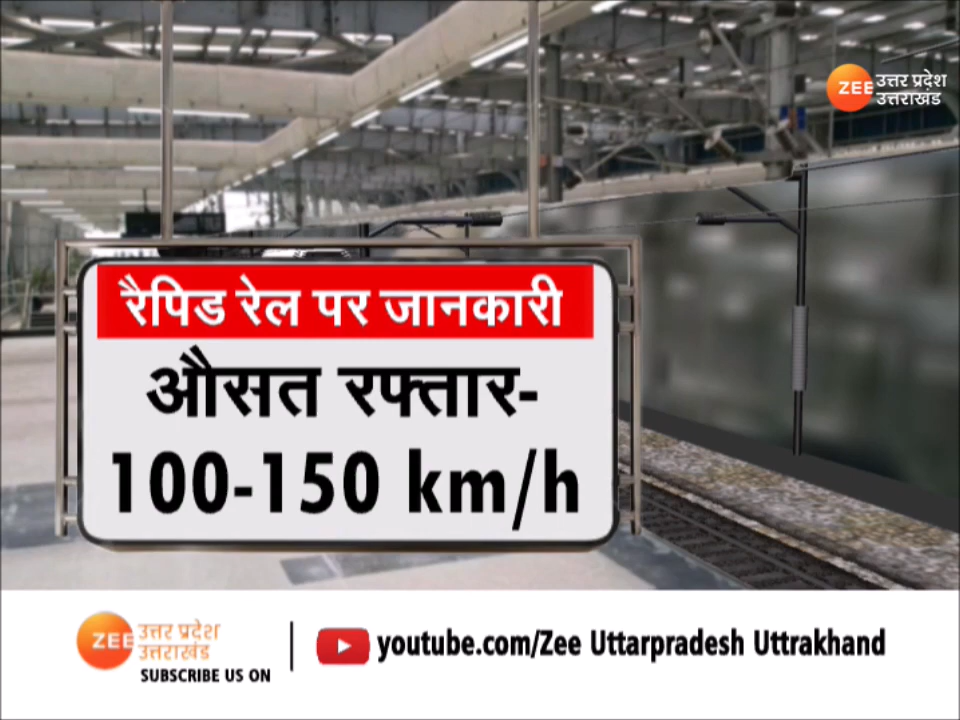 ZEE उत्तर प्रदेश
उत्तराखंड
रैपिड रेल पर जानकारी
औसत रफ्तार-
100-150 km/h
ZEE उत्तर प्रदेश
उत्तराखंड
SUBSCRIBE US ON
youtube.com/Zee Uttarpradesh Uttrakhand